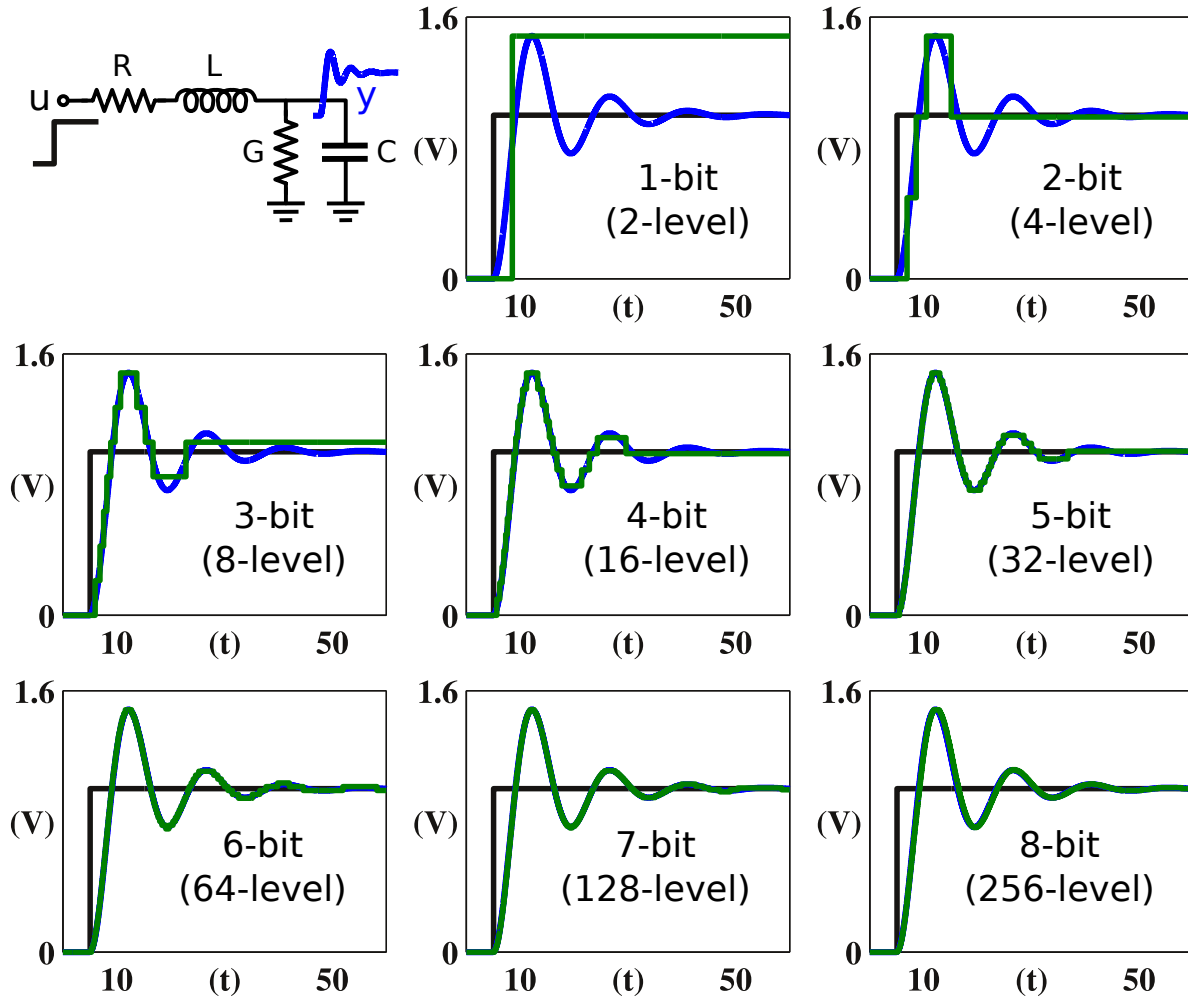 R
L
u
y
G
C
1.6
(V)
1-bit
(2-level)
0
10
(t)
50
1.6
(V)
2-bit
(4-level)
0
10
(t)
50
1.6
(V)
3-bit
(8-level)
0
10
(t)
50
1.6
(V)
4-bit
(16-level)
0
10
(t)
50
1.6
(V)
5-bit
(32-level)
0
10
(t)
50
1.6
(V)
6-bit
(64-level)
0
10
(t)
50
1.6
(V)
7-bit
(128-level)
0
10
(t)
50
1.6
(V)
8-bit
(256-level)
0
10
(t)
50